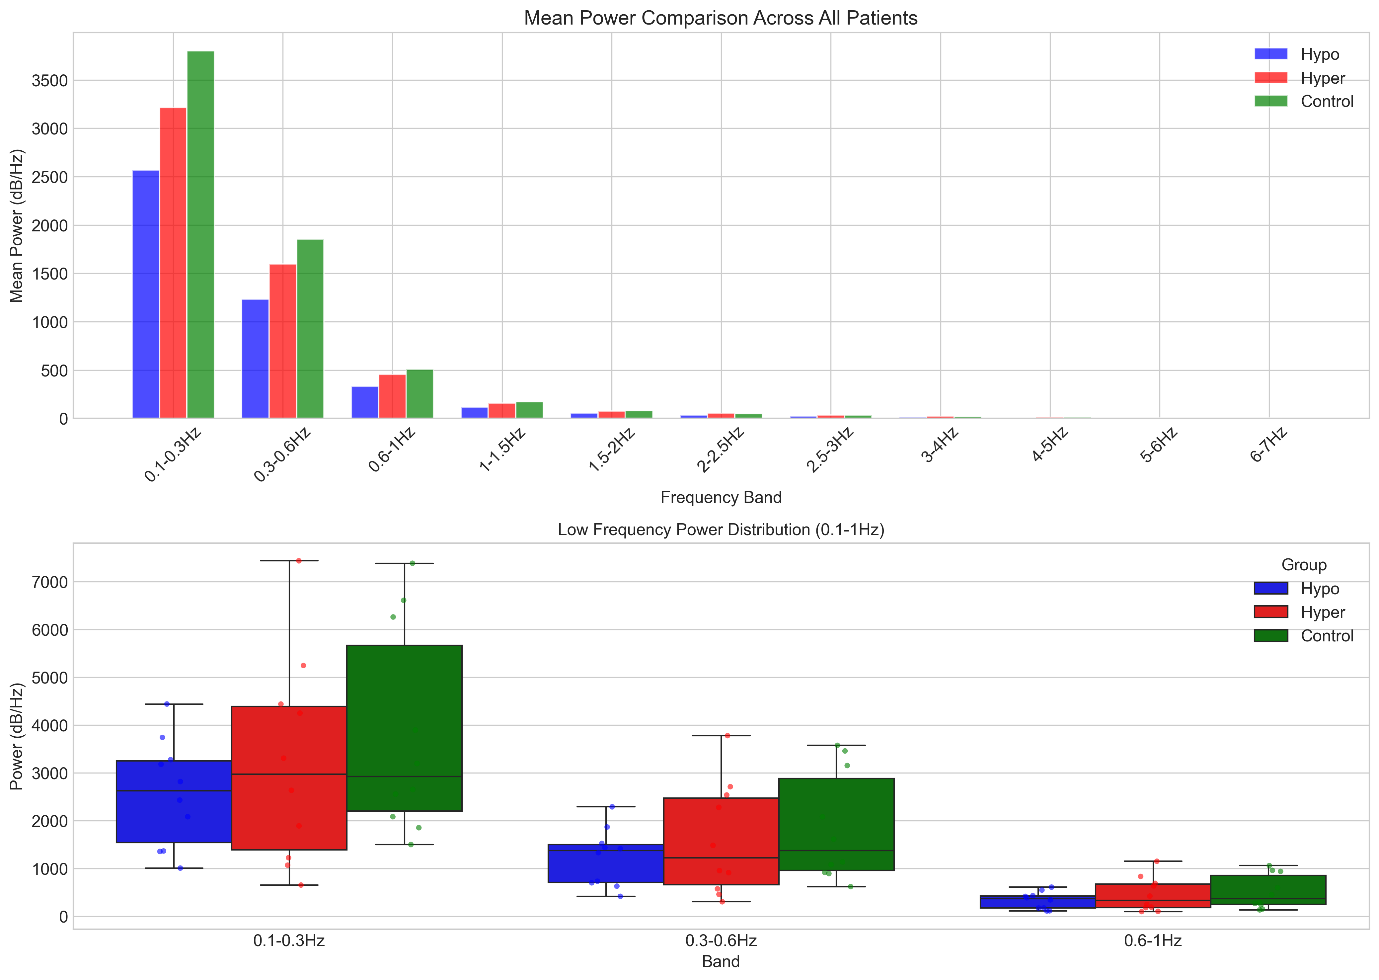 Mean Power Comparison Across All Patients
Mean Power (dB/Hz)
3500
3000
2500
2000
1500
1000
500
0
Hypo
Hyper
Control
0.1-0.3Hz
0.3-0.6Hz
0.6-1Hz
1-1.5Hz
1.5-2Hz
2-2.5Hz
2.5-3Hz
3-4Hz
4-5Hz
5-6Hz
6-7Hz
Frequency Band
Low Frequency Power Distribution (0.1-1Hz)
Power (dB/Hz)
7000
6000
5000
4000
3000
2000
1000
0
Group
Hypo
Hyper
Control
0.1-0.3Hz
0.3-0.6Hz
0.6-1Hz
Band